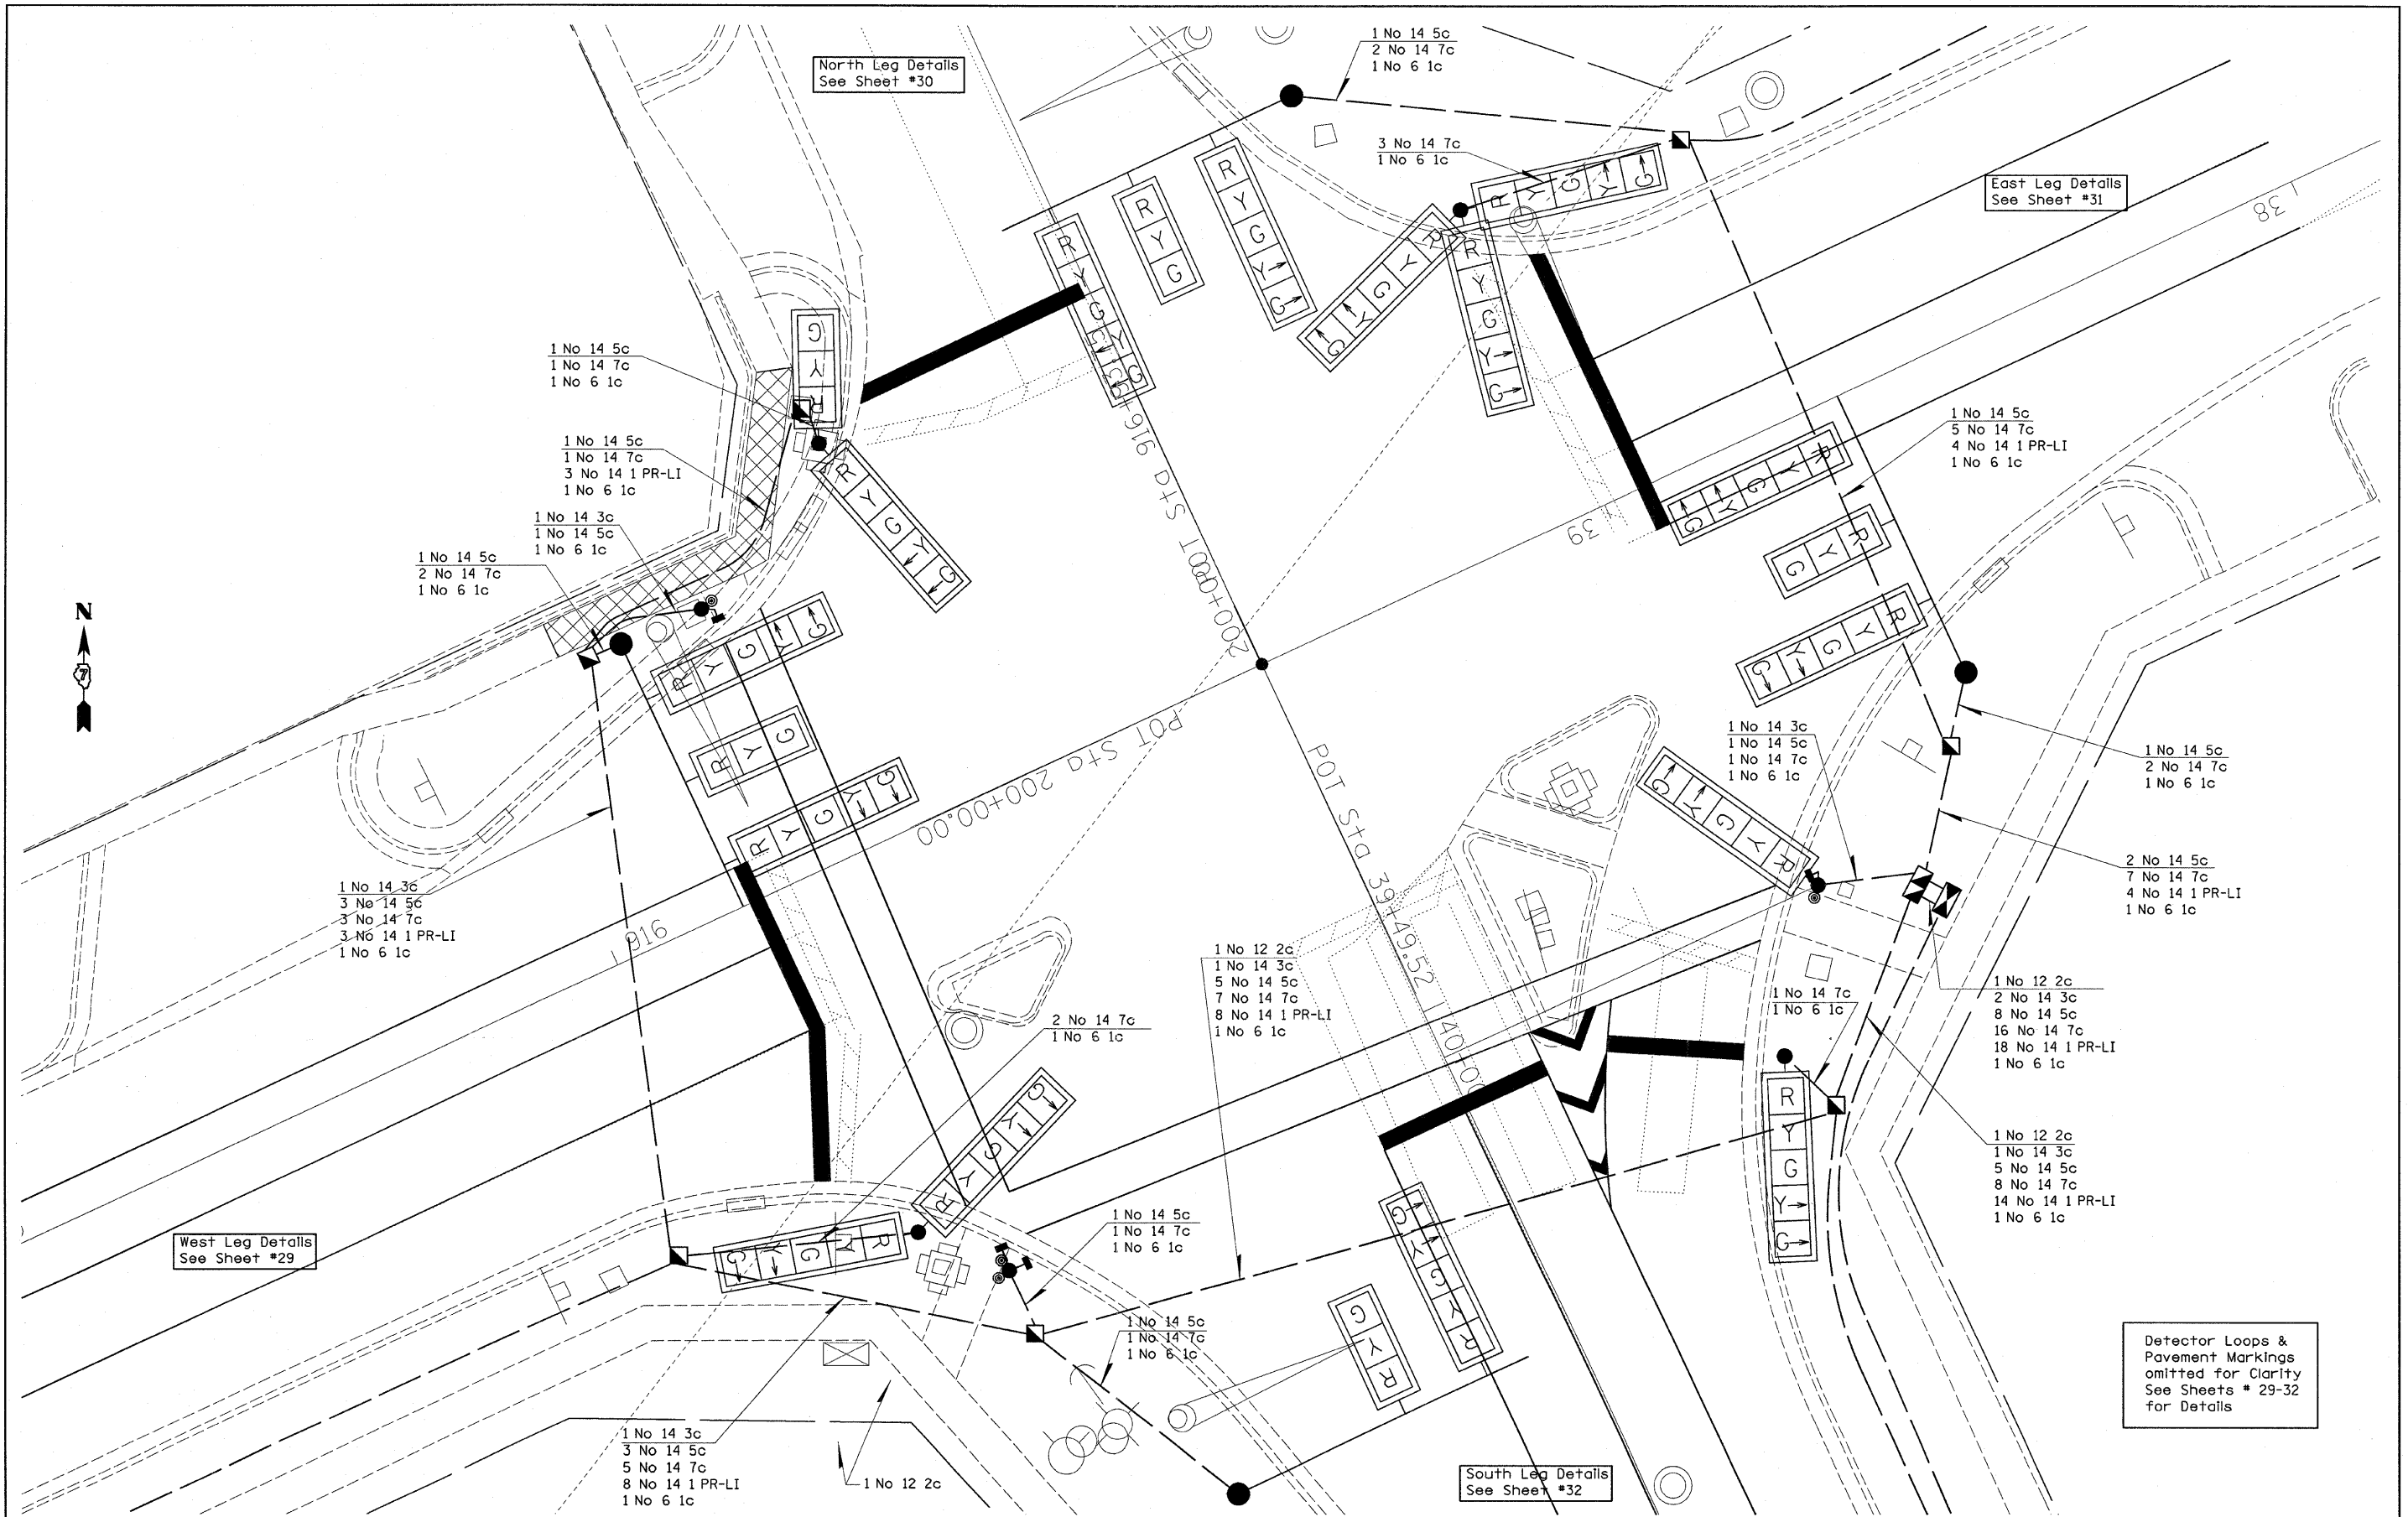 North Leg Details
See Sheet #30
1 No 14 5c
2 No 14 7c
1 No 6 1c
3 No 14 7c
1 No 6 1c
East Leg Details
See Sheet #31
38
R Y G Y G
R Y G
R Y G Y G
R Y G Y G
R Y G Y G
R Y G Y G
R Y G
R Y G Y G
1 No 14 5c
1 No 14 7c
1 No 6 1c
1 No 14 5c
1 No 14 7c
3 No 14 1 PR-LI
1 No 6 1c
1 No 14 3c
1 No 14 5c
1 No 6 1c
1 No 14 5c
2 No 14 7c
1 No 6 1c
1 No 14 5c
5 No 14 7c
4 No 14 1 PR-LI
1 No 6 1c
39
R Y G Y G
R Y G
R Y G Y G
N
7
R Y G Y G
R Y G
R Y G Y G
POT Sta 916
200+00
POT Sta 200+00.00
POT Sta 39+49.52
40+00
916
1 No 14 3c
1 No 14 5c
1 No 14 7c
1 No 6 1c
R Y G Y G
1 No 14 5c
2 No 14 7c
1 No 6 1c
2 No 14 5c
7 No 14 7c
4 No 14 1 PR-LI
1 No 6 1c
1 No 14 3c
3 No 14 5c
3 No 14 7c
3 No 14 1 PR-LI
1 No 6 1c
1 No 12 2c
1 No 14 3c
5 No 14 5c
7 No 14 7c
8 No 14 1 PR-LI
1 No 6 1c
2 No 14 7c
1 No 6 1c
1 No 14 7c
1 No 6 1c
1 No 12 2c
2 No 14 3c
8 No 14 5c
16 No 14 7c
18 No 14 1 PR-LI
1 No 6 1c
R Y G Y G
1 No 12 2c
1 No 14 3c
5 No 14 5c
8 No 14 7c
14 No 14 1 PR-LI
1 No 6 1c
West Leg Details
See Sheet #29
R Y G Y G
R Y G Y G
1 No 14 5c
1 No 14 7c
1 No 6 1c
R Y G Y G
R Y G
1 No 14 5c
1 No 14 7c
1 No 6 1c
1 No 14 3c
3 No 14 5c
5 No 14 7c
8 No 14 1 PR-LI
1 No 6 1c
1 No 12 2c
South Leg Details
See Sheet #32
Detector Loops &
Pavement Markings
omitted for Clarity
See Sheets # 29-32
for Details